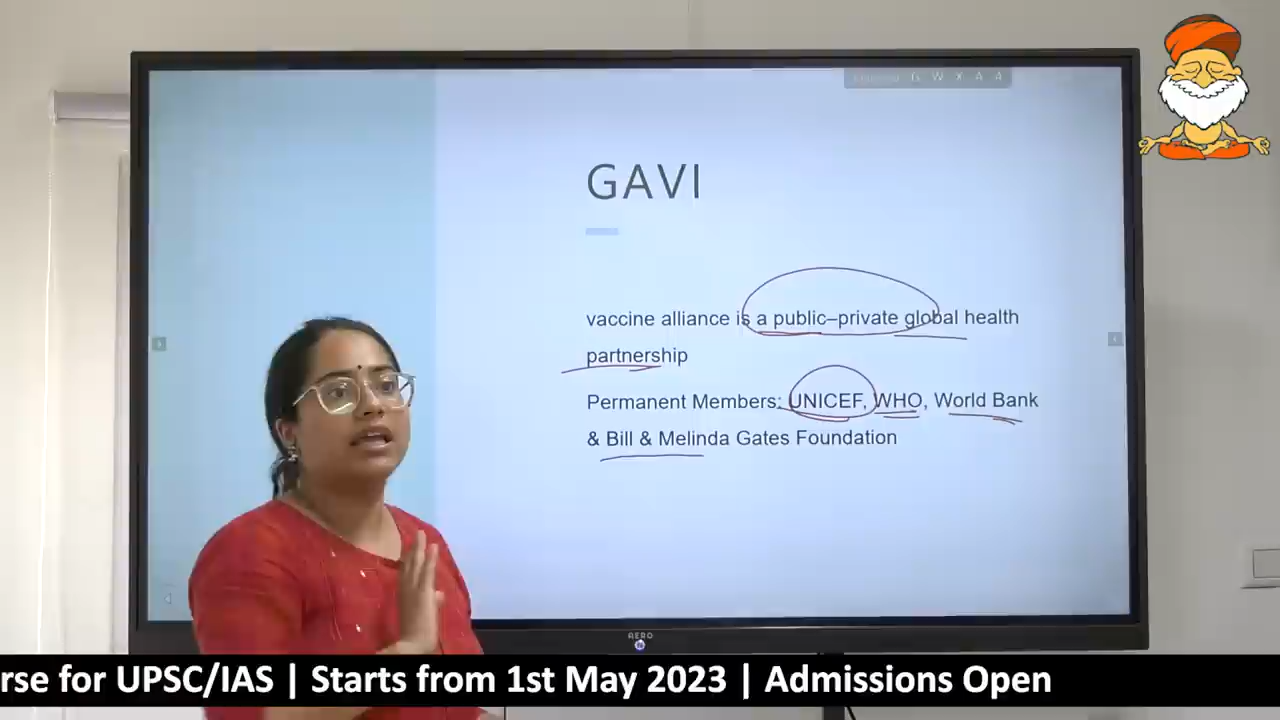 GAVI
vaccine alliance is a public–private global health
partnership
Permanent Members: UNICEF, WHO, World Bank
& Bill & Melinda Gates Foundation
AERO
rse for UPSC/IAS | Starts from 1st May 2023 | Admissions Open